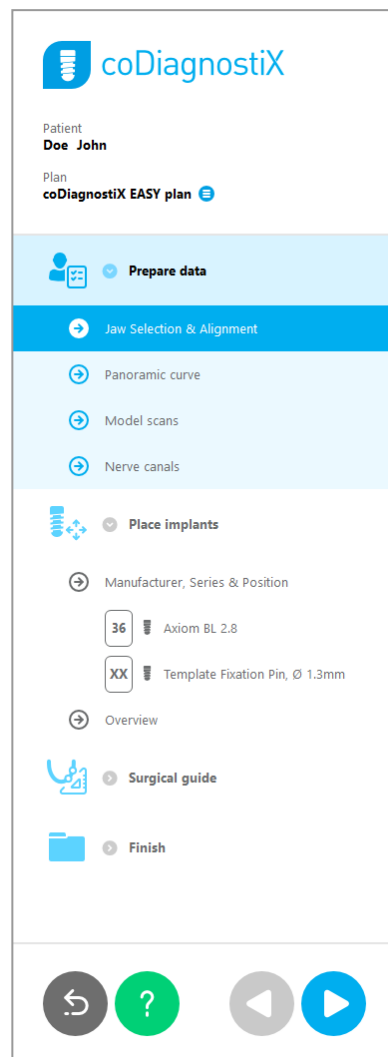 coDiagnostiX
Patient
Doe John
Plan
coDiagnostiX EASY plan
Prepare data
Jaw Selection & Alignment
Panoramic curve
Model scans
Nerve canals
Place implants
Manufacturer, Series & Position
36 Axiom BL 2.8
XX Template Fixation Pin, Ø 1.3mm
Overview
Surgical guide
Finish
?